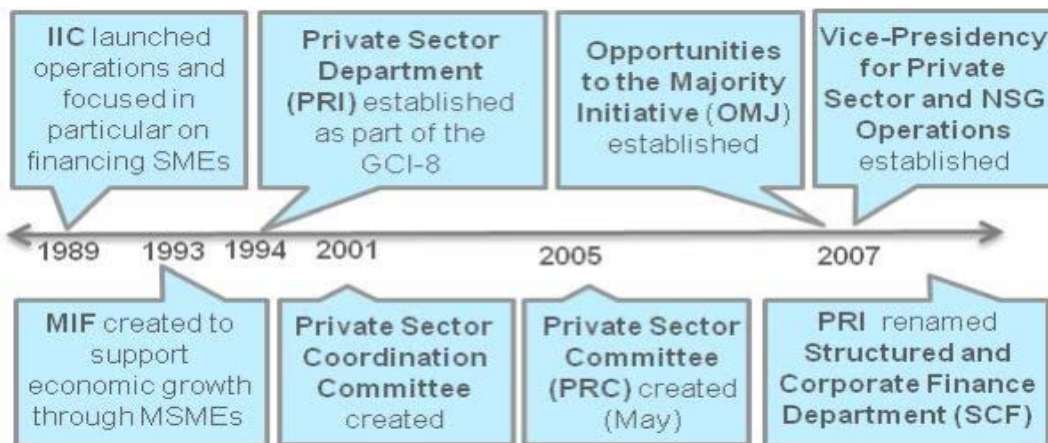 IIC launched
operations and
focused in
particular on
financing SMEs
Private Sector
Department
(PRI) established
as part of the
GCI-8
Opportunities
to the Majority
Initiative (OMJ)
established
Vice-Presidency
for Private
Sector and NSG
Operations
established
1989
1993
1994
2001
2005
2007
MIF created to
support
economic growth
through MSMEs
Private Sector
Coordination
Committee
created
Private Sector
Committee
(PRC) created
(May)
PRI renamed
Structured and
Corporate Finance
Department (SCF)